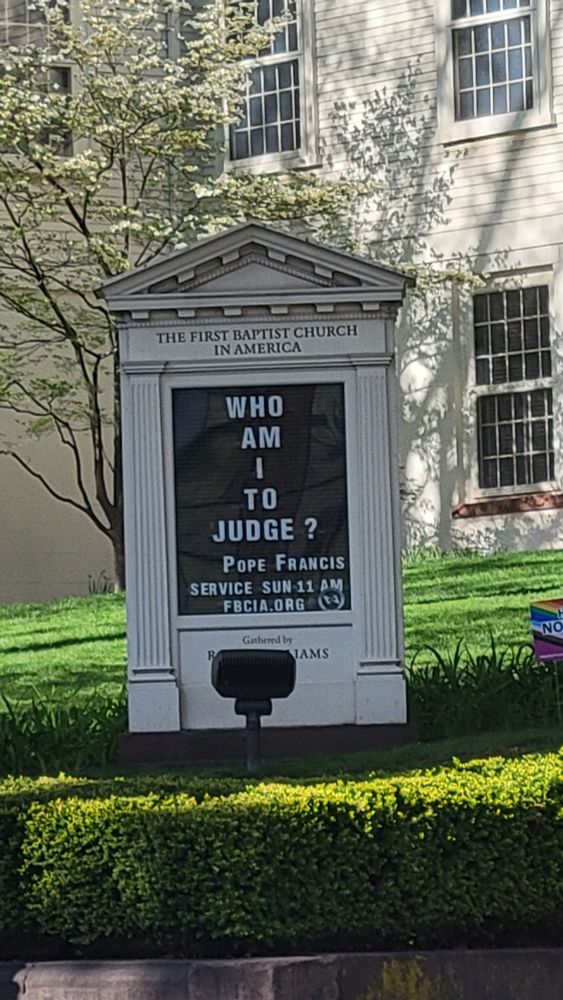 THE FIRST BAPTIST CHURCH
IN AMERICA
WHO
AM
I
TO
JUDGE ?
POPE FRANCIS
SERVICE SUN 11 AM
FBCIA.ORG
Gathered by
NO